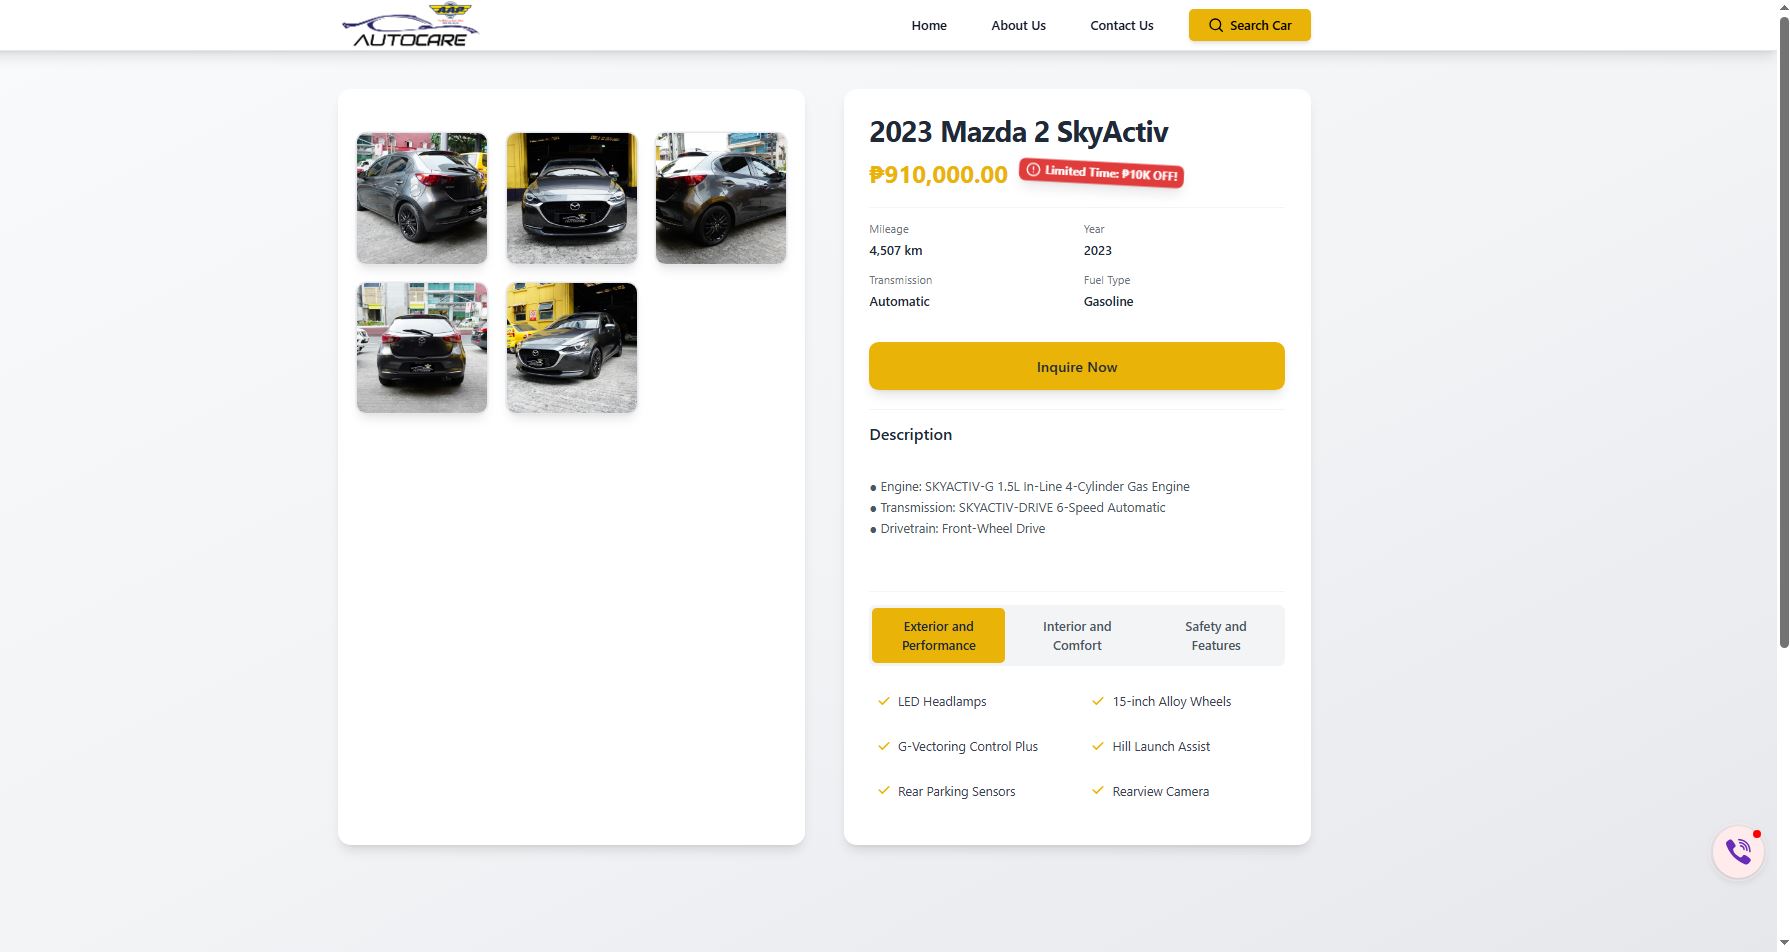 AAP
AUTOCARE
Home
About Us
Contact Us
Search Car
2023 Mazda 2 SkyActiv
₱910,000.00
Limited Time: ₱10K OFF!
Mileage
Year
4,507 km
2023
Transmission
Fuel Type
Automatic
Gasoline
Inquire Now
Description
● Engine: SKYACTIV-G 1.5L In-Line 4-Cylinder Gas Engine
● Transmission: SKYACTIV-DRIVE 6-Speed Automatic
● Drivetrain: Front-Wheel Drive
Exterior and
Performance
Interior and
Comfort
Safety and
Features
LED Headlamps
15-inch Alloy Wheels
G-Vectoring Control Plus
Hill Launch Assist
Rear Parking Sensors
Rearview Camera